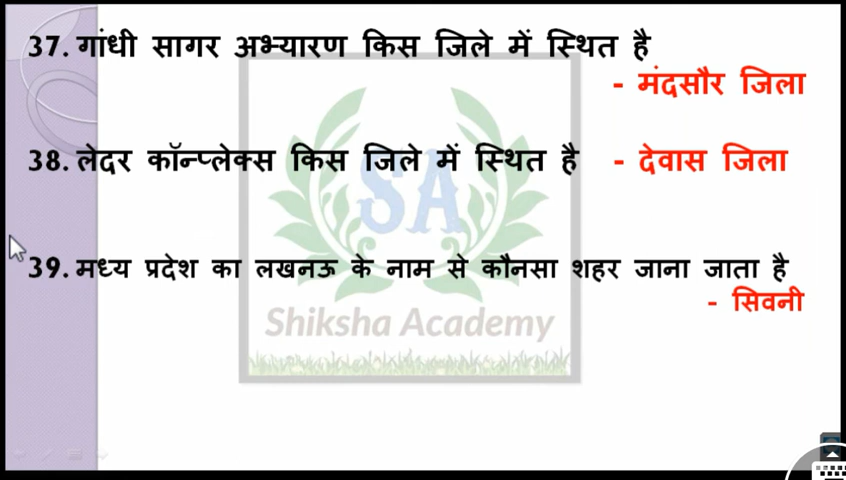 37. गांधी सागर अभ्यारण किस जिले में स्थित है
- मंदसौर जिला
38. लेदर कॉन्प्लेक्स किस जिले में स्थित है - देवास जिला
39. मध्य प्रदेश का लखनऊ के नाम से कौनसा शहर जाना जाता है
- सिवनी
SA
Shiksha Academy